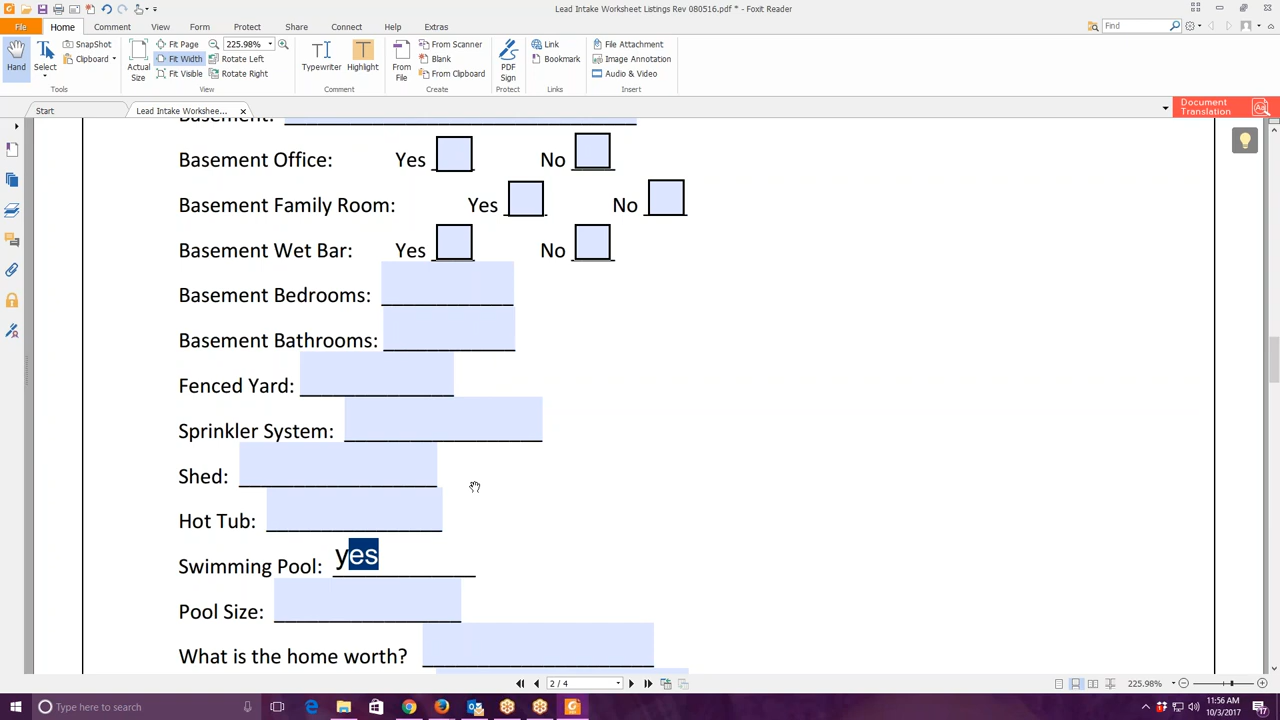 Lead Intake Worksheet Listings Rev 080516.pdf * - Foxit Reader
File Home Comment View Form Protect Share Connect Help Extras
Find
Hand
Select
SnapShot
Clipboard
Tools
Actual Size
Fit Page
Fit Width
Fit Visible
225.98%
Rotate Left
Rotate Right
View
Typewriter
Highlight
Comment
From File
From Scanner
Blank
From Clipboard
Create
PDF Sign
Protect
Link
Bookmark
Links
File Attachment
Image Annotation
Audio & Video
Insert
Start
Lead Intake Workshee...
Document Translation
Basement:
Basement Office: Yes No
Basement Family Room: Yes No
Basement Wet Bar: Yes No
Basement Bedrooms:
Basement Bathrooms:
Fenced Yard:
Sprinkler System:
Shed:
Hot Tub:
Swimming Pool: yes
Pool Size:
What is the home worth?
2 / 4
225.98%
Type here to search
11:56 AM
10/3/2017